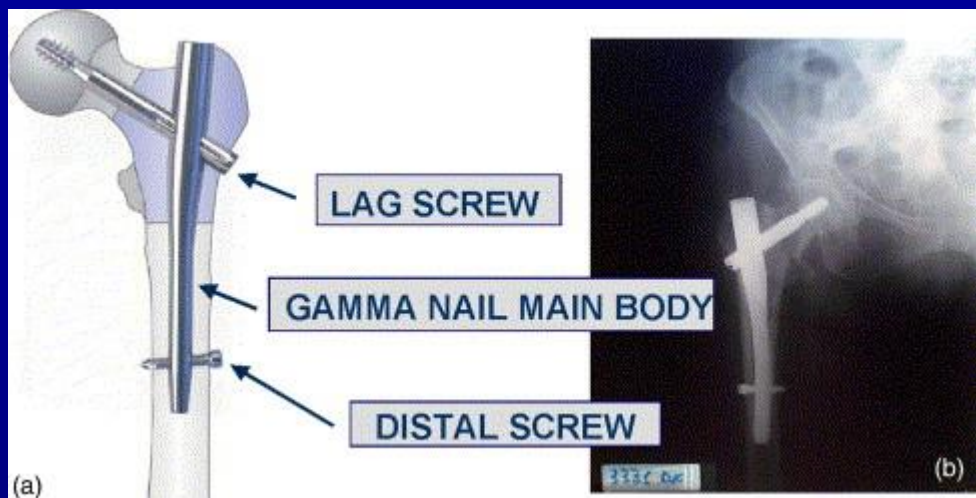 LAG SCREW
GAMMA NAIL MAIN BODY
DISTAL SCREW
(a)
(b)